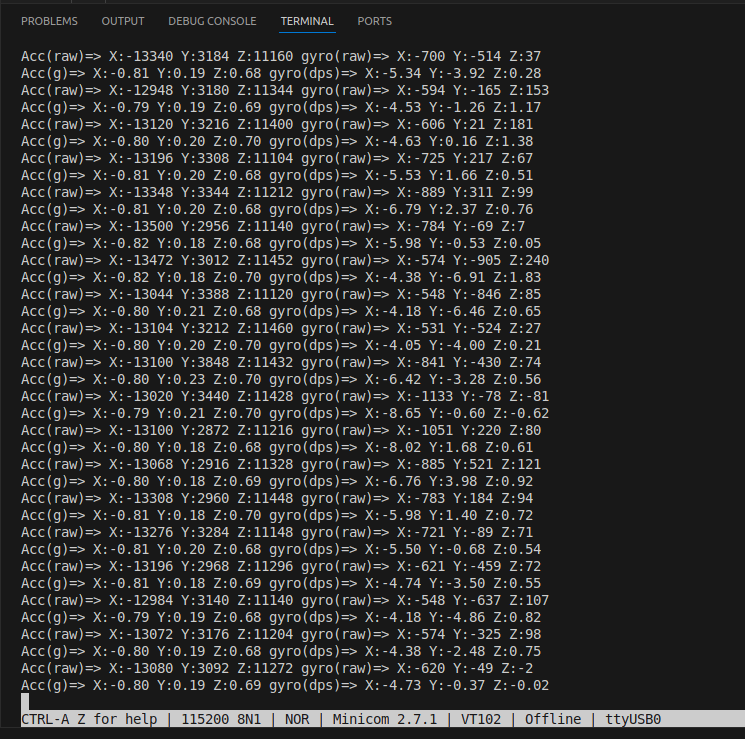 PROBLEMS OUTPUT DEBUG CONSOLE TERMINAL PORTS
Acc(raw)=> X:-13340 Y:3184 Z:11160 gyro(raw)=> X:-700 Y:-514 Z:37
Acc(g)=> X:-0.81 Y:0.19 Z:0.68 gyro(dps)=> X:-5.34 Y:-3.92 Z:0.28
Acc(raw)=> X:-12948 Y:3180 Z:11344 gyro(raw)=> X:-594 Y:-165 Z:153
Acc(g)=> X:-0.79 Y:0.19 Z:0.69 gyro(dps)=> X:-4.53 Y:-1.26 Z:1.17
Acc(raw)=> X:-13120 Y:3216 Z:11400 gyro(raw)=> X:-606 Y:21 Z:181
Acc(g)=> X:-0.80 Y:0.20 Z:0.70 gyro(dps)=> X:-4.63 Y:0.16 Z:1.38
Acc(raw)=> X:-13196 Y:3308 Z:11104 gyro(raw)=> X:-725 Y:217 Z:67
Acc(g)=> X:-0.81 Y:0.20 Z:0.68 gyro(dps)=> X:-5.53 Y:1.66 Z:0.51
Acc(raw)=> X:-13348 Y:3344 Z:11212 gyro(raw)=> X:-889 Y:311 Z:99
Acc(g)=> X:-0.81 Y:0.20 Z:0.68 gyro(dps)=> X:-6.79 Y:2.37 Z:0.76
Acc(raw)=> X:-13500 Y:2956 Z:11140 gyro(raw)=> X:-784 Y:-69 Z:7
Acc(g)=> X:-0.82 Y:0.18 Z:0.68 gyro(dps)=> X:-5.98 Y:-0.53 Z:0.05
Acc(raw)=> X:-13472 Y:3012 Z:11452 gyro(raw)=> X:-574 Y:-905 Z:240
Acc(g)=> X:-0.82 Y:0.18 Z:0.70 gyro(dps)=> X:-4.38 Y:-6.91 Z:1.83
Acc(raw)=> X:-13044 Y:3388 Z:11120 gyro(raw)=> X:-548 Y:-846 Z:85
Acc(g)=> X:-0.80 Y:0.21 Z:0.68 gyro(dps)=> X:-4.18 Y:-6.46 Z:0.65
Acc(raw)=> X:-13104 Y:3212 Z:11460 gyro(raw)=> X:-531 Y:-524 Z:27
Acc(g)=> X:-0.80 Y:0.20 Z:0.70 gyro(dps)=> X:-4.05 Y:-4.00 Z:0.21
Acc(raw)=> X:-13100 Y:3848 Z:11432 gyro(raw)=> X:-841 Y:-430 Z:74
Acc(g)=> X:-0.80 Y:0.23 Z:0.70 gyro(dps)=> X:-6.42 Y:-3.28 Z:0.56
Acc(raw)=> X:-13020 Y:3440 Z:11428 gyro(raw)=> X:-1133 Y:-78 Z:-81
Acc(g)=> X:-0.79 Y:0.21 Z:0.70 gyro(dps)=> X:-8.65 Y:-0.60 Z:-0.62
Acc(raw)=> X:-13100 Y:2872 Z:11216 gyro(raw)=> X:-1051 Y:220 Z:80
Acc(g)=> X:-0.80 Y:0.18 Z:0.68 gyro(dps)=> X:-8.02 Y:1.68 Z:0.61
Acc(raw)=> X:-13068 Y:2916 Z:11328 gyro(raw)=> X:-885 Y:521 Z:121
Acc(g)=> X:-0.80 Y:0.18 Z:0.69 gyro(dps)=> X:-6.76 Y:3.98 Z:0.92
Acc(raw)=> X:-13308 Y:2960 Z:11448 gyro(raw)=> X:-783 Y:184 Z:94
Acc(g)=> X:-0.81 Y:0.18 Z:0.70 gyro(dps)=> X:-5.98 Y:1.40 Z:0.72
Acc(raw)=> X:-13276 Y:3284 Z:11148 gyro(raw)=> X:-721 Y:-89 Z:71
Acc(g)=> X:-0.81 Y:0.20 Z:0.68 gyro(dps)=> X:-5.50 Y:-0.68 Z:0.54
Acc(raw)=> X:-13196 Y:2968 Z:11296 gyro(raw)=> X:-621 Y:-459 Z:72
Acc(g)=> X:-0.81 Y:0.18 Z:0.69 gyro(dps)=> X:-4.74 Y:-3.50 Z:0.55
Acc(raw)=> X:-12984 Y:3140 Z:11140 gyro(raw)=> X:-548 Y:-637 Z:107
Acc(g)=> X:-0.79 Y:0.19 Z:0.68 gyro(dps)=> X:-4.18 Y:-4.86 Z:0.82
Acc(raw)=> X:-13072 Y:3176 Z:11204 gyro(raw)=> X:-574 Y:-325 Z:98
Acc(g)=> X:-0.80 Y:0.19 Z:0.68 gyro(dps)=> X:-4.38 Y:-2.48 Z:0.75
Acc(raw)=> X:-13080 Y:3092 Z:11272 gyro(raw)=> X:-620 Y:-49 Z:-2
Acc(g)=> X:-0.80 Y:0.19 Z:0.69 gyro(dps)=> X:-4.73 Y:-0.37 Z:-0.02
CTRL-A Z for help | 115200 8N1 | NOR | Minicom 2.7.1 | VT102 | Offline | ttyUSB0